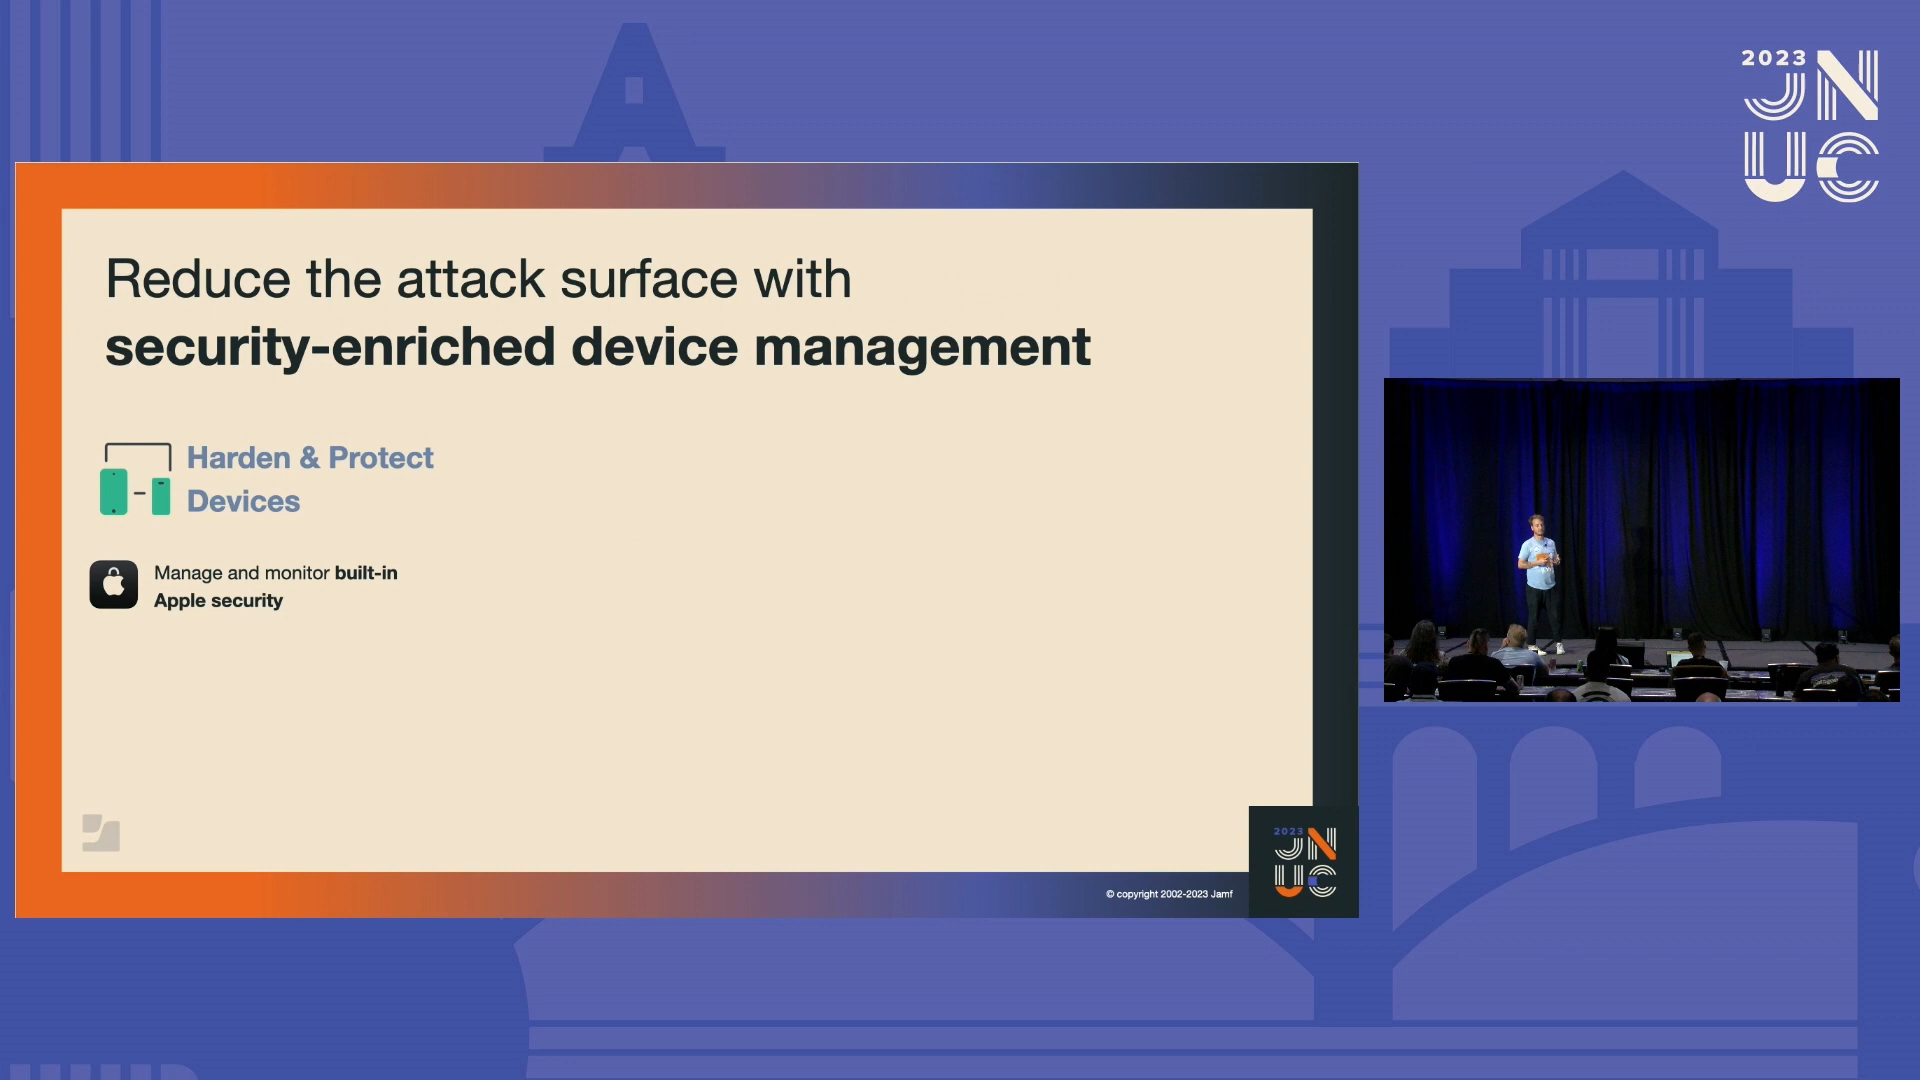 2023
JN
UC
Reduce the attack surface with
security-enriched device management
Harden & Protect
Devices
Manage and monitor built-in
Apple security
2023
JN
UC
© copyright 2002-2023 Jamf